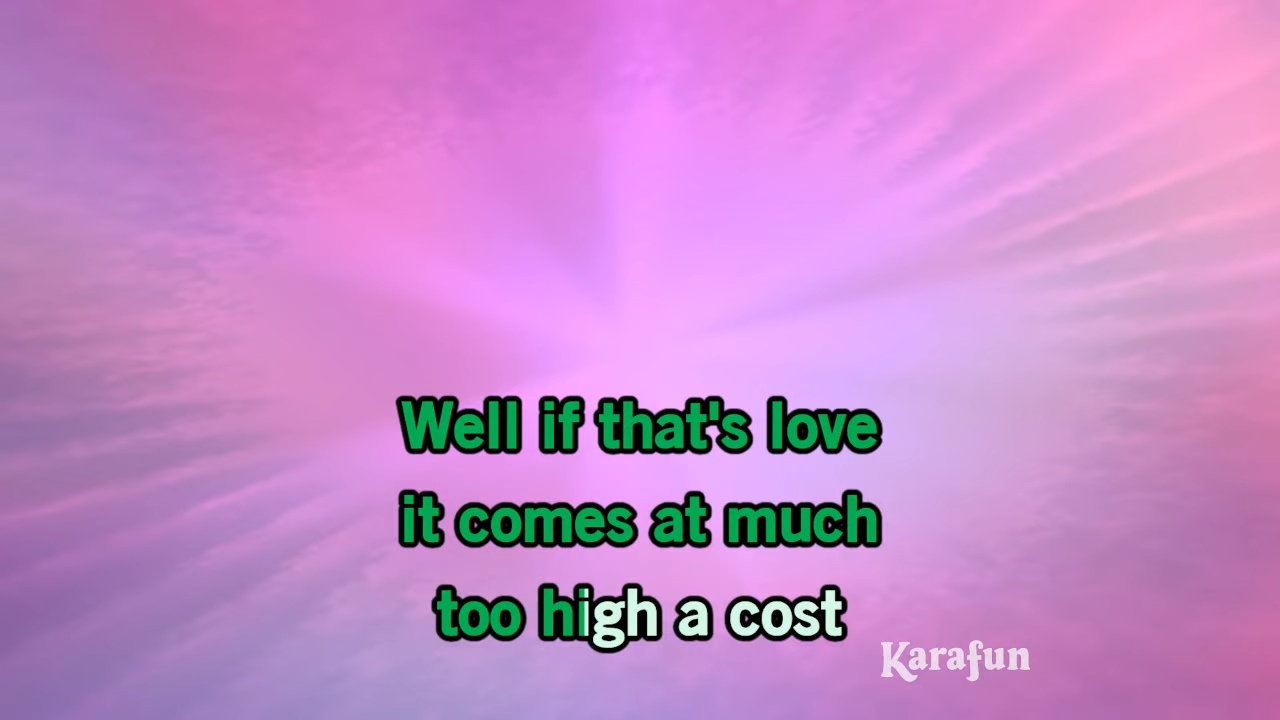 Well if that's love
it comes at much
too high a cost
Karafun